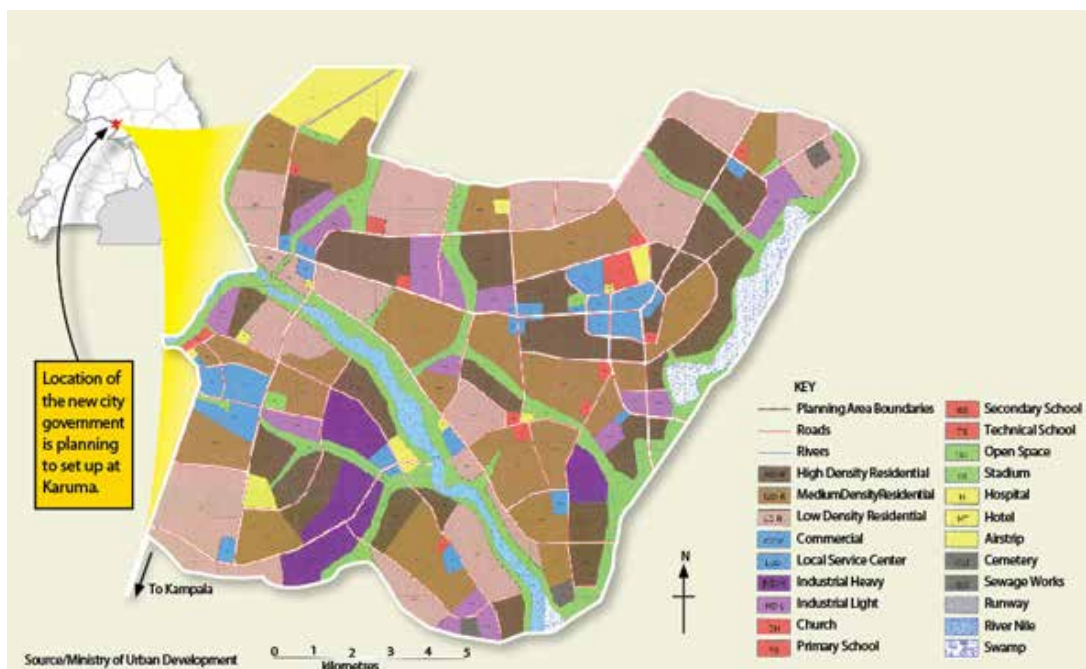 Location of
the new city
government
is planning
to set up at
Karuma.
To Kampala
Source/Ministry of Urban Development
0 1 2 3 4 5
kilometres
N
KEY
Planning Area Boundaries
Roads
Rivers
High Density Residential
MediumDensityResidential
Low Density Residential
Commercial
Local Service Center
Industrial Heavy
Industrial Light
Church
Primary School
Secondary School
Technical School
Open Space
Stadium
Hospital
Hotel
Airstrip
Cemetery
Sewage Works
Runway
River Nile
Swamp